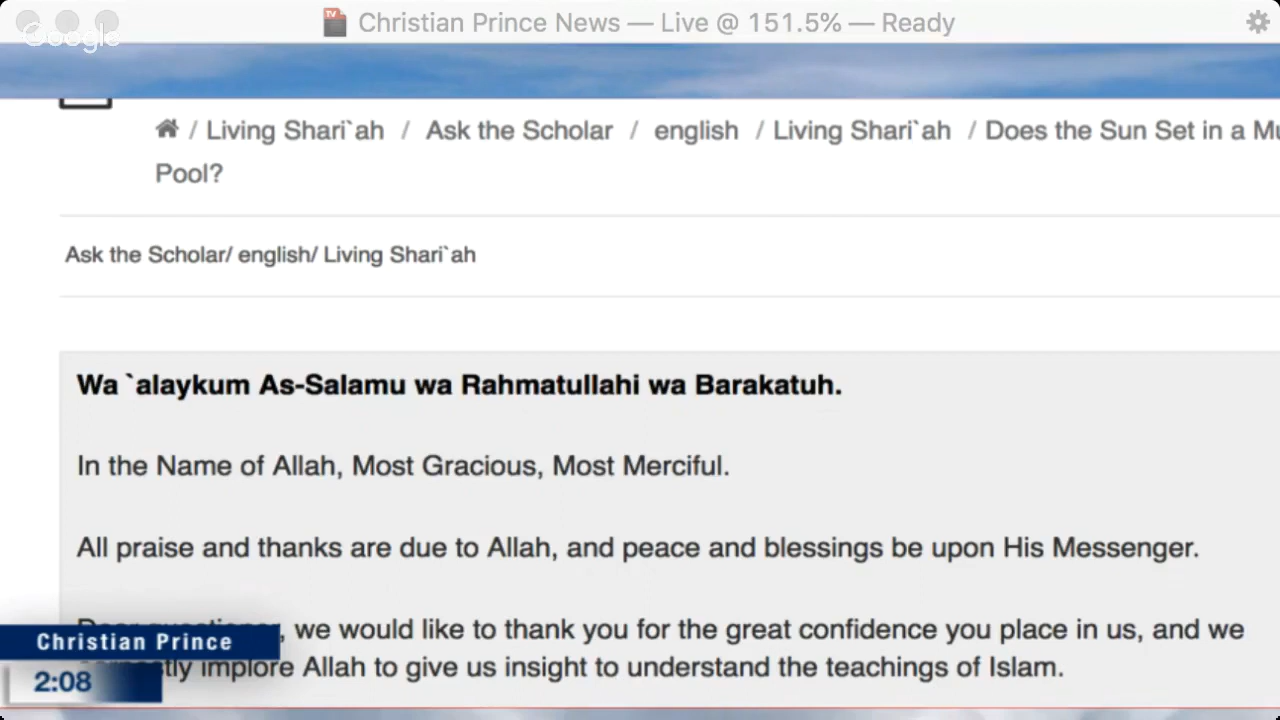 Google
TV
Christian Prince News — Live @ 151.5% — Ready
/ Living Shari`ah / Ask the Scholar / english / Living Shari`ah / Does the Sun Set in a
Pool?
Ask the Scholar/ english/ Living Shari`ah
Wa `alaykum As-Salamu wa Rahmatullahi wa Barakatuh.
In the Name of Allah, Most Gracious, Most Merciful.
All praise and thanks are due to Allah, and peace and blessings be upon His Messenger.
Dear questioner, we would like to thank you for the great confidence you place in us, and we
implore Allah to give us insight to understand the teachings of Islam.
Christian Prince
2:08